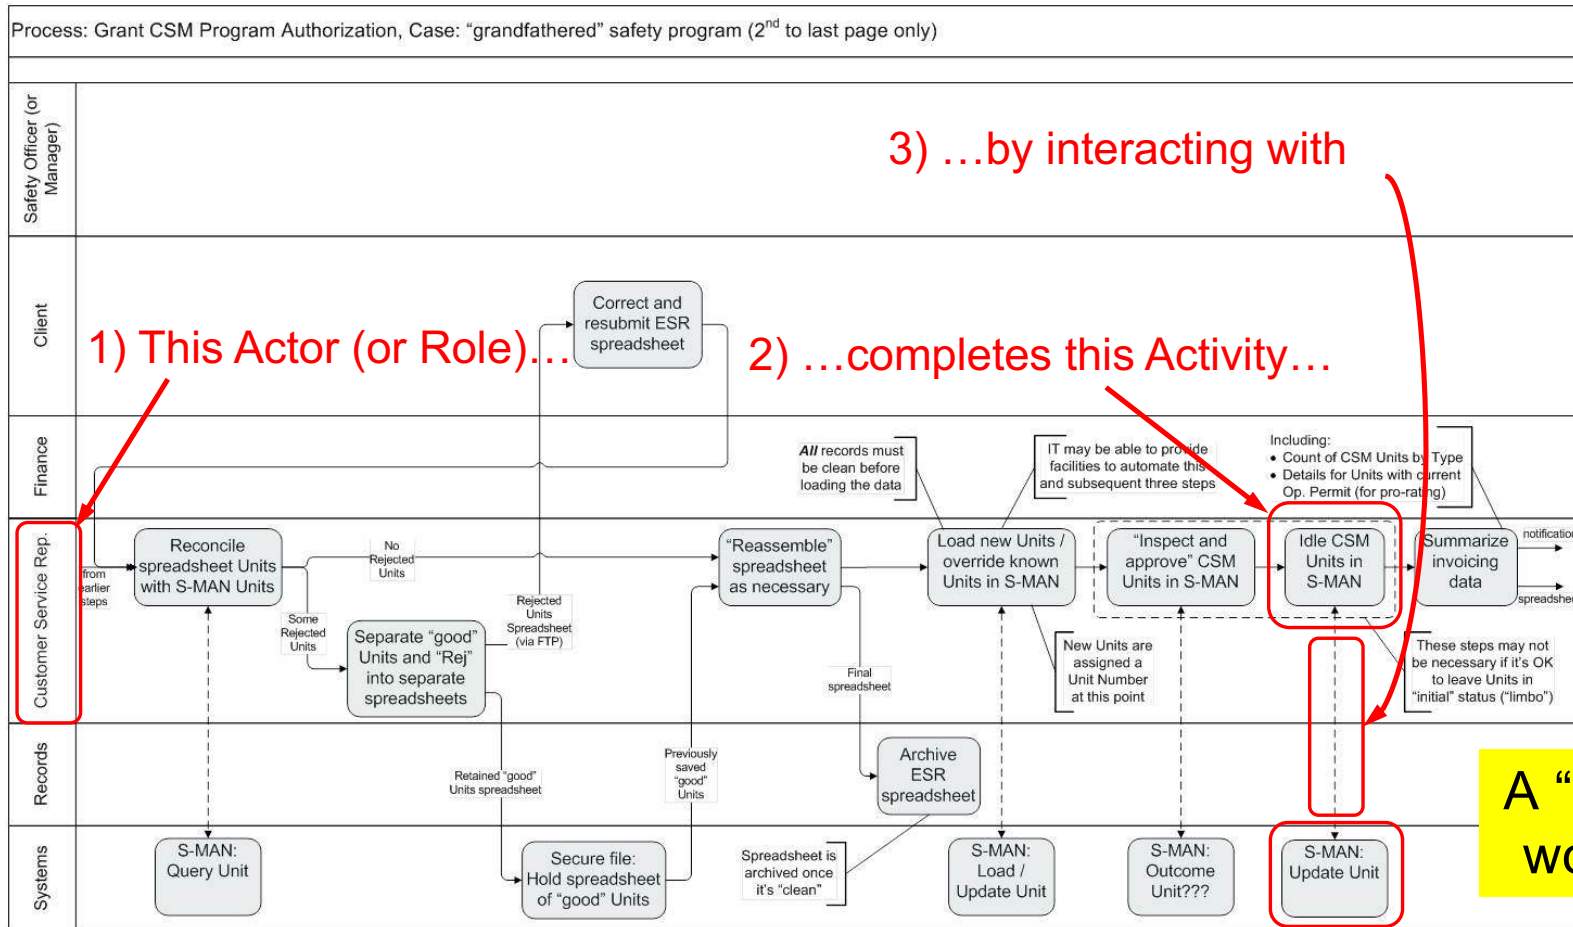 Process: Grant CSM Program Authorization, Case: “grandfathered” safety program (2nd to last page only)
Safety Officer (or
Manager)
3) …by interacting with
Client
Correct and
resubmit ESR
spreadsheet
1) This Actor (or Role)…
2) …completes this Activity…
Finance
All records must
be clean before
loading the data
IT may be able to provide
facilities to automate this
and subsequent three steps
Including:
• Count of CSM Units by Type
• Details for Units with current
Op. Permit (for pro-rating)
Customer Service Rep.
from
earlier
steps
Reconcile
spreadsheet Units
with S-MAN Units
No
Rejected
Units
Some
Rejected
Units
Separate “good”
Units and “Rej”
into separate
spreadsheets
Rejected
Units
Spreadsheet
(via FTP)
“Reassemble”
spreadsheet
as necessary
Final
spreadsheet
Load new Units /
override known
Units in S-MAN
New Units are
assigned a
Unit Number
at this point
“Inspect and
approve” CSM
Units in S-MAN
Idle CSM
Units in
S-MAN
These steps may not
be necessary if it’s OK
to leave Units in
“initial” status (“limbo”)
Summarize
invoicing
data
notification
spreadsheet
Records
Retained “good”
Units spreadsheet
Previously
saved
“good”
Units
Archive
ESR
spreadsheet
A “
wo
Systems
S-MAN:
Query Unit
Secure file:
Hold spreadsheet
of “good” Units
Spreadsheet is
archived once
it’s “clean”
S-MAN:
Load /
Update Unit
S-MAN:
Outcome
Unit???
S-MAN:
Update Unit